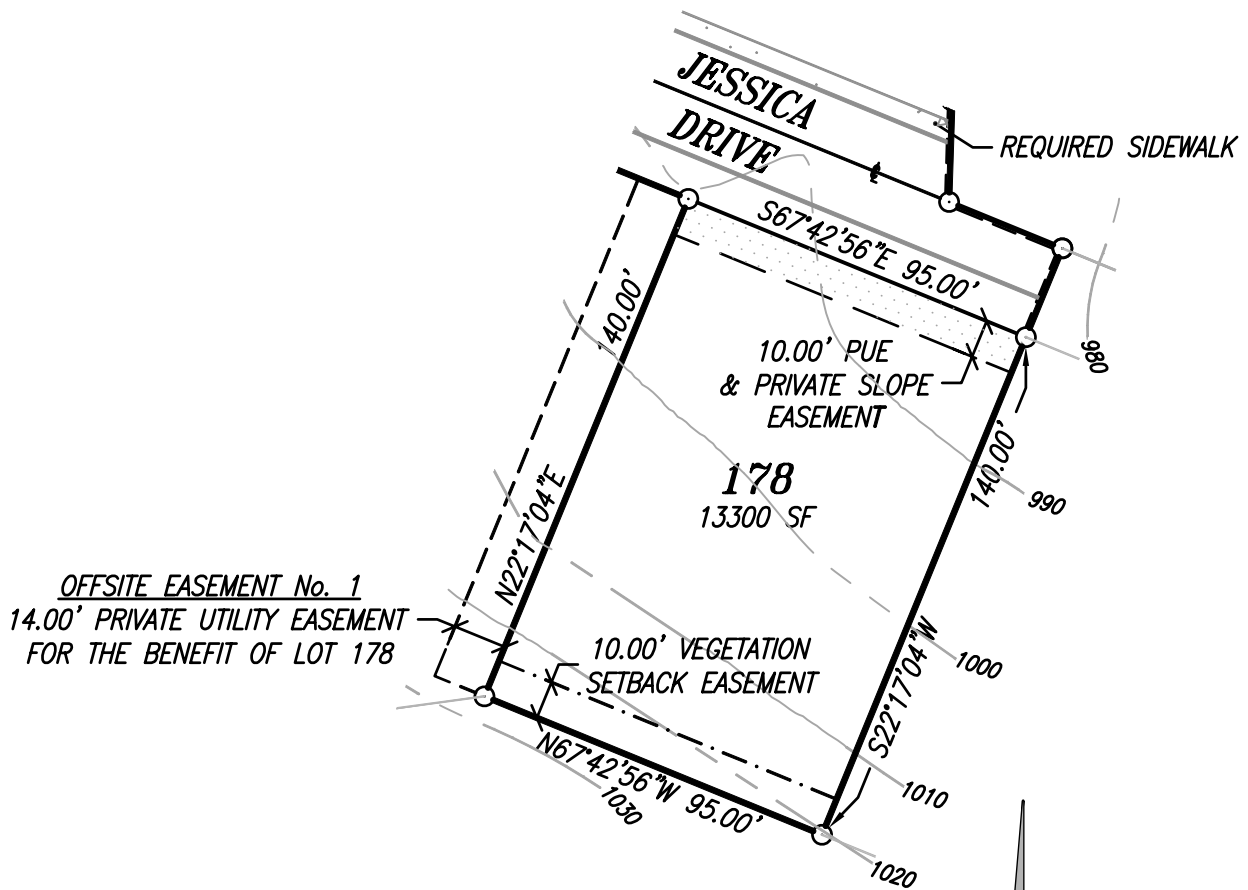 JESSICA
DRIVE
REQUIRED SIDEWALK
S67°42'56"E 95.00'
140.00'
10.00' PUE
& PRIVATE SLOPE
EASEMENT
980
178
13300 SF
140.00'
990
N22°17'04"E
OFFSITE EASEMENT No. 1
14.00' PRIVATE UTILITY EASEMENT
FOR THE BENEFIT OF LOT 178
10.00' VEGETATION
SETBACK EASEMENT
S22°17'04"W
1000
N67°42'56"W 95.00'
1010
1030
1020